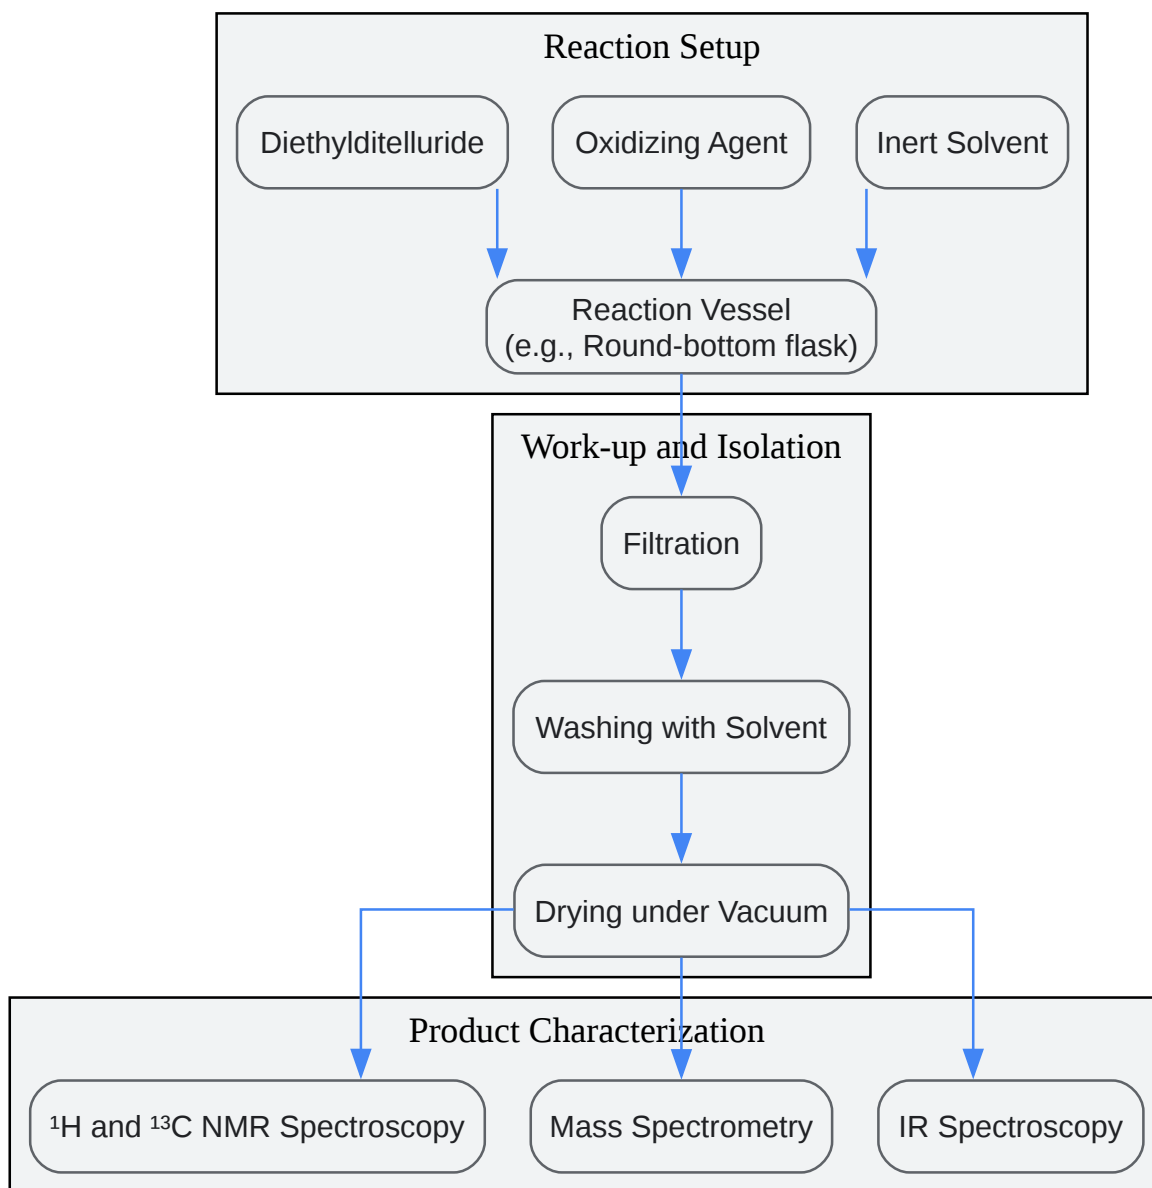 Reaction Setup
Diethylditelluride
Oxidizing Agent
Inert Solvent
Reaction Vessel
(e.g., Round-bottom flask)
Work-up and Isolation
Filtration
Washing with Solvent
Drying under Vacuum
Product Characterization
¹H and ¹³C NMR Spectroscopy
Mass Spectrometry
IR Spectroscopy